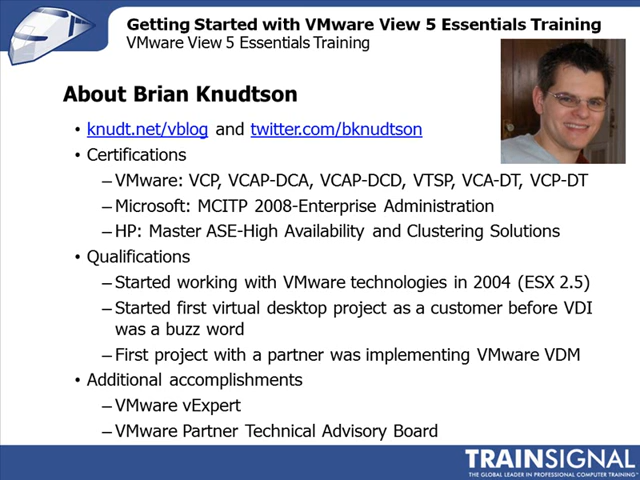 Getting Started with VMware View 5 Essentials Training
VMware View 5 Essentials Training
About Brian Knudtson
• knudt.net/vblog and twitter.com/bknudtson
• Certifications
– VMware: VCP, VCAP-DCA, VCAP-DCD, VTSP, VCA-DT, VCP-DT
– Microsoft: MCITP 2008-Enterprise Administration
– HP: Master ASE-High Availability and Clustering Solutions
• Qualifications
– Started working with VMware technologies in 2004 (ESX 2.5)
– Started first virtual desktop project as a customer before VDI
was a buzz word
– First project with a partner was implementing VMware VDM
• Additional accomplishments
– VMware vExpert
– VMware Partner Technical Advisory Board
TRAINSIGNAL
THE GLOBAL LEADER IN PROFESSIONAL COMPUTER TRAINING